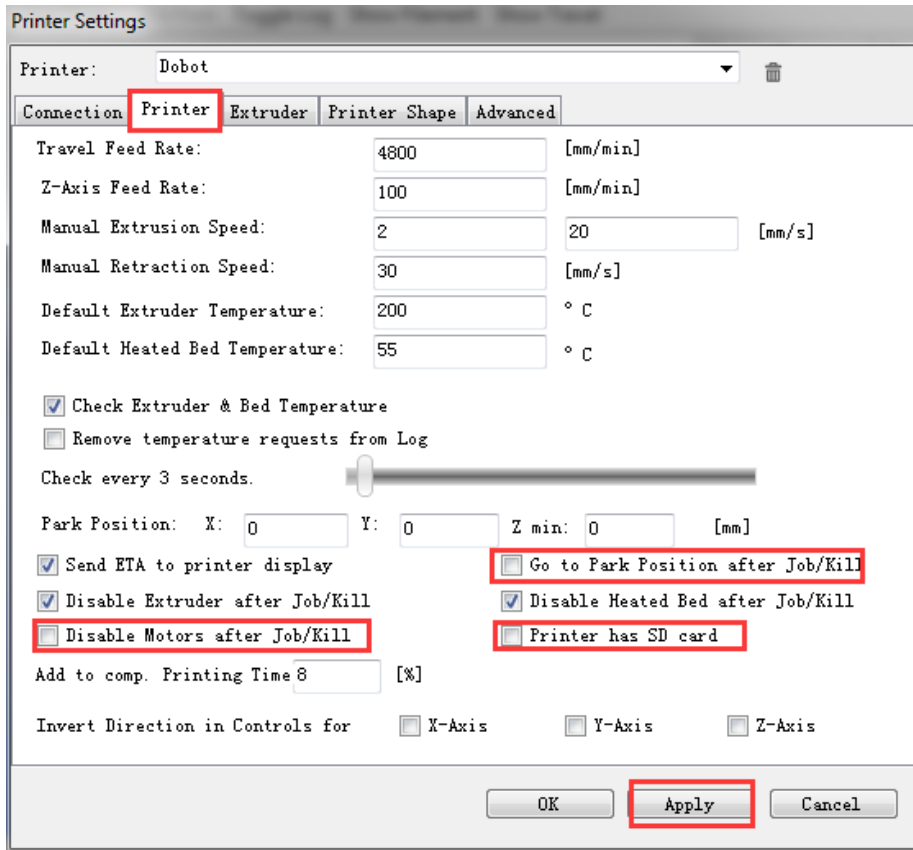 Printer Settings
Printer: Dobot
Connection Printer Extruder Printer Shape Advanced
Travel Feed Rate: 4800 [mm/min]
Z-Axis Feed Rate: 100 [mm/min]
Manual Extrusion Speed: 2 20 [mm/s]
Manual Retraction Speed: 30 [mm/s]
Default Extruder Temperature: 200 ° C
Default Heated Bed Temperature: 55 ° C
Check Extruder & Bed Temperature
Remove temperature requests from Log
Check every 3 seconds.
Park Position: X: 0 Y: 0 Z min: 0 [mm]
Send ETA to printer display Go to Park Position after Job/Kill
Disable Extruder after Job/Kill Disable Heated Bed after Job/Kill
Disable Motors after Job/Kill Printer has SD card
Add to comp. Printing Time 8 [%]
Invert Direction in Controls for X-Axis Y-Axis Z-Axis
OK Apply Cancel